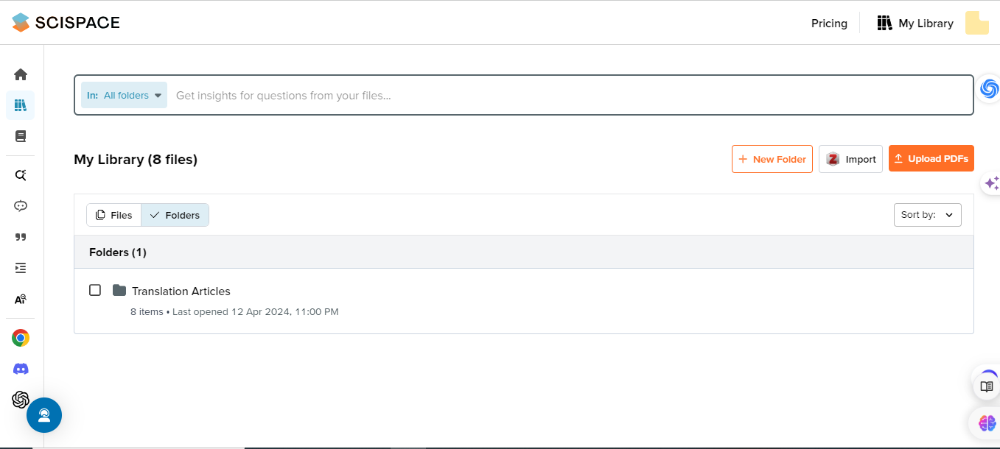 SCISPACE
Pricing
My Library
In: All folders
Get insights for questions from your files...
My Library (8 files)
+ New Folder
Z Import
Upload PDFs
Files
Folders
Sort by:
Folders (1)
Translation Articles
8 items • Last opened 12 Apr 2024, 11:00 PM
Ai